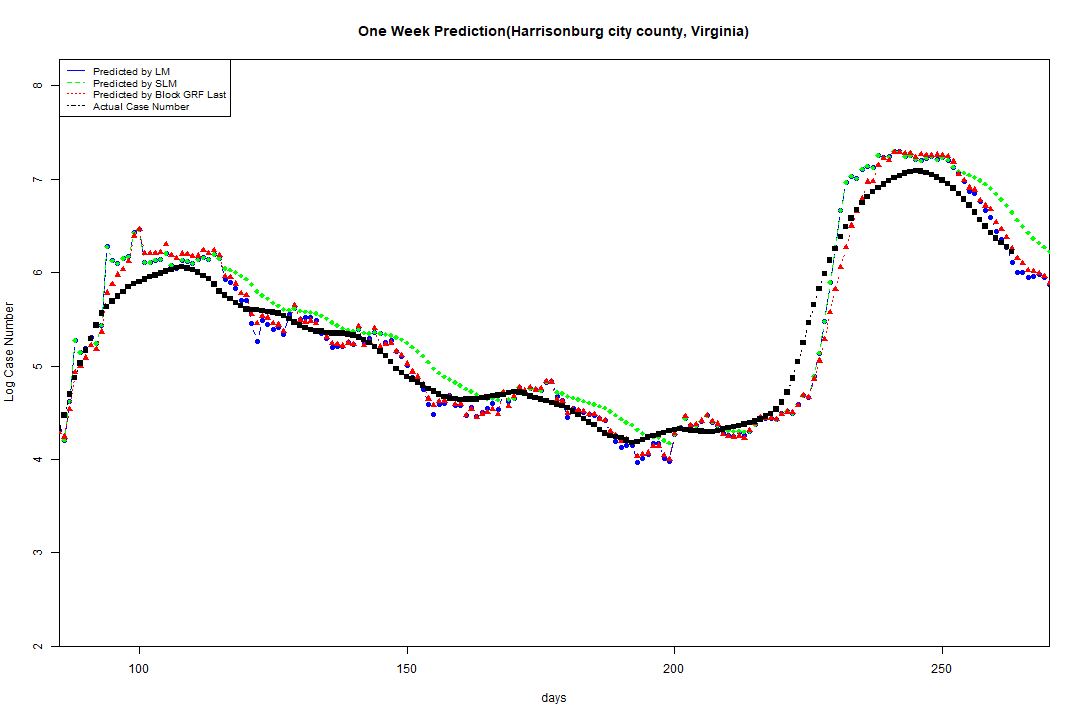 One Week Prediction(Harrisonburg city county, Virginia)
Predicted by LM
Predicted by SLM
Predicted by Block GRF Last
Actual Case Number
Log Case Number
8
7
6
5
4
3
2
100 150 200 250
days